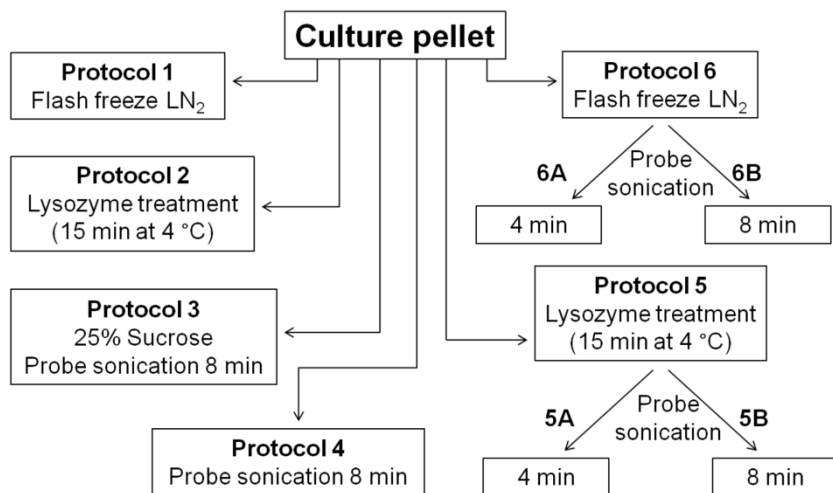 Culture pellet
Protocol 1
Flash freeze LN₂
Protocol 2
Lysozyme treatment
(15 min at 4 °C)
Protocol 3
25% Sucrose
Probe sonication 8 min
Protocol 4
Probe sonication 8 min
Protocol 6
Flash freeze LN₂
6A
Probe
sonication
6B
4 min
8 min
Protocol 5
Lysozyme treatment
(15 min at 4 °C)
5A
Probe
sonication
5B
4 min
8 min